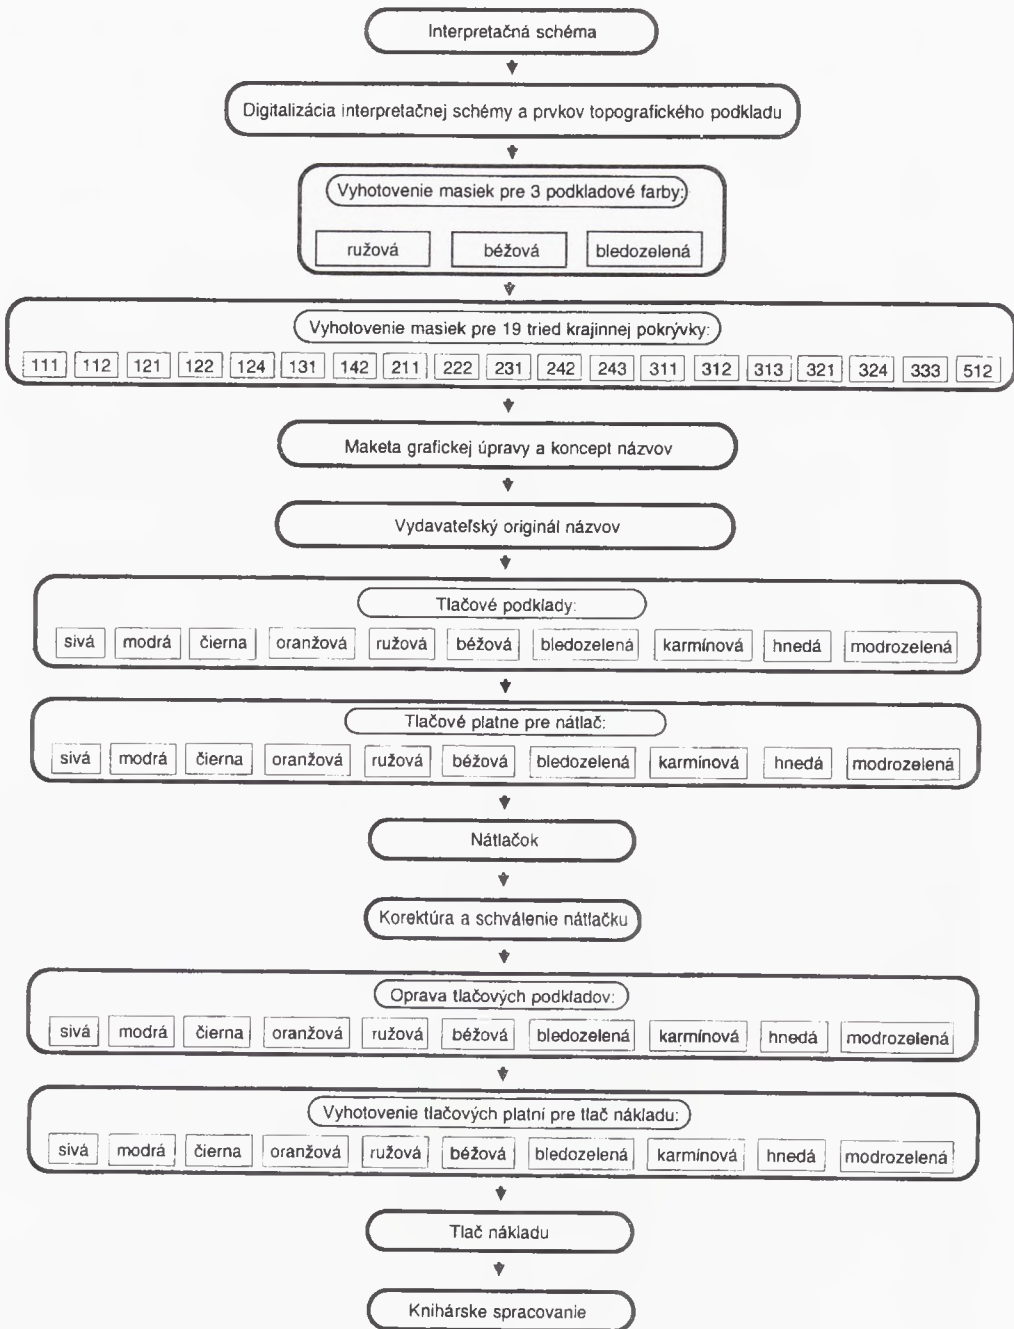 Interpretačná schéma
Digitalizácia interpretačnej schémy a prvkov topografického podkladu
Vyhotovenie masiek pre 3 podkladové farby:
ružová béžová bledozelená
Vyhotovenie masiek pre 19 tried krajinnej pokrývky:
111 112 121 122 124 131 142 211 222 231 242 243 311 312 313 321 324 333 512
Maketa grafickej úpravy a koncept názvov
Vydavateľský originál názvov
Tlačové podklady:
sivá modrá čierna oranžová ružová béžová bledozelená karmínová hnedá modrozelená
Tlačové platne pre nátlač:
sivá modrá čierna oranžová ružová béžová bledozelená karmínová hnedá modrozelená
Nátlačok
Korektúra a schválenie nátlačku
Oprava tlačových podkladov:
sivá modrá čierna oranžová ružová béžová bledozelená karmínová hnedá modrozelená
Vyhotovenie tlačových platní pre tlač nákladu:
sivá modrá čierna oranžová ružová béžová bledozelená karmínová hnedá modrozelená
Tlač nákladu
Knihárske spracovanie